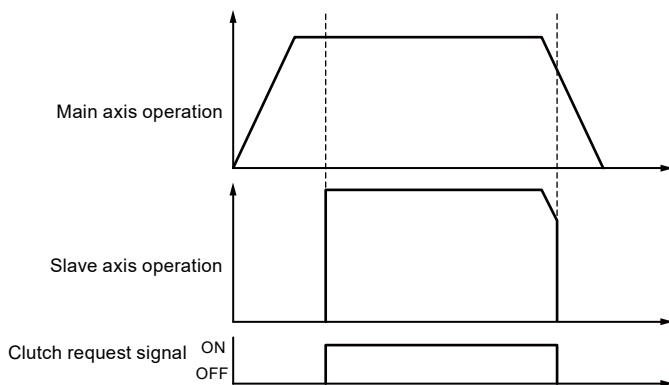 Main axis operation
Slave axis operation
Clutch request signal
ON
OFF